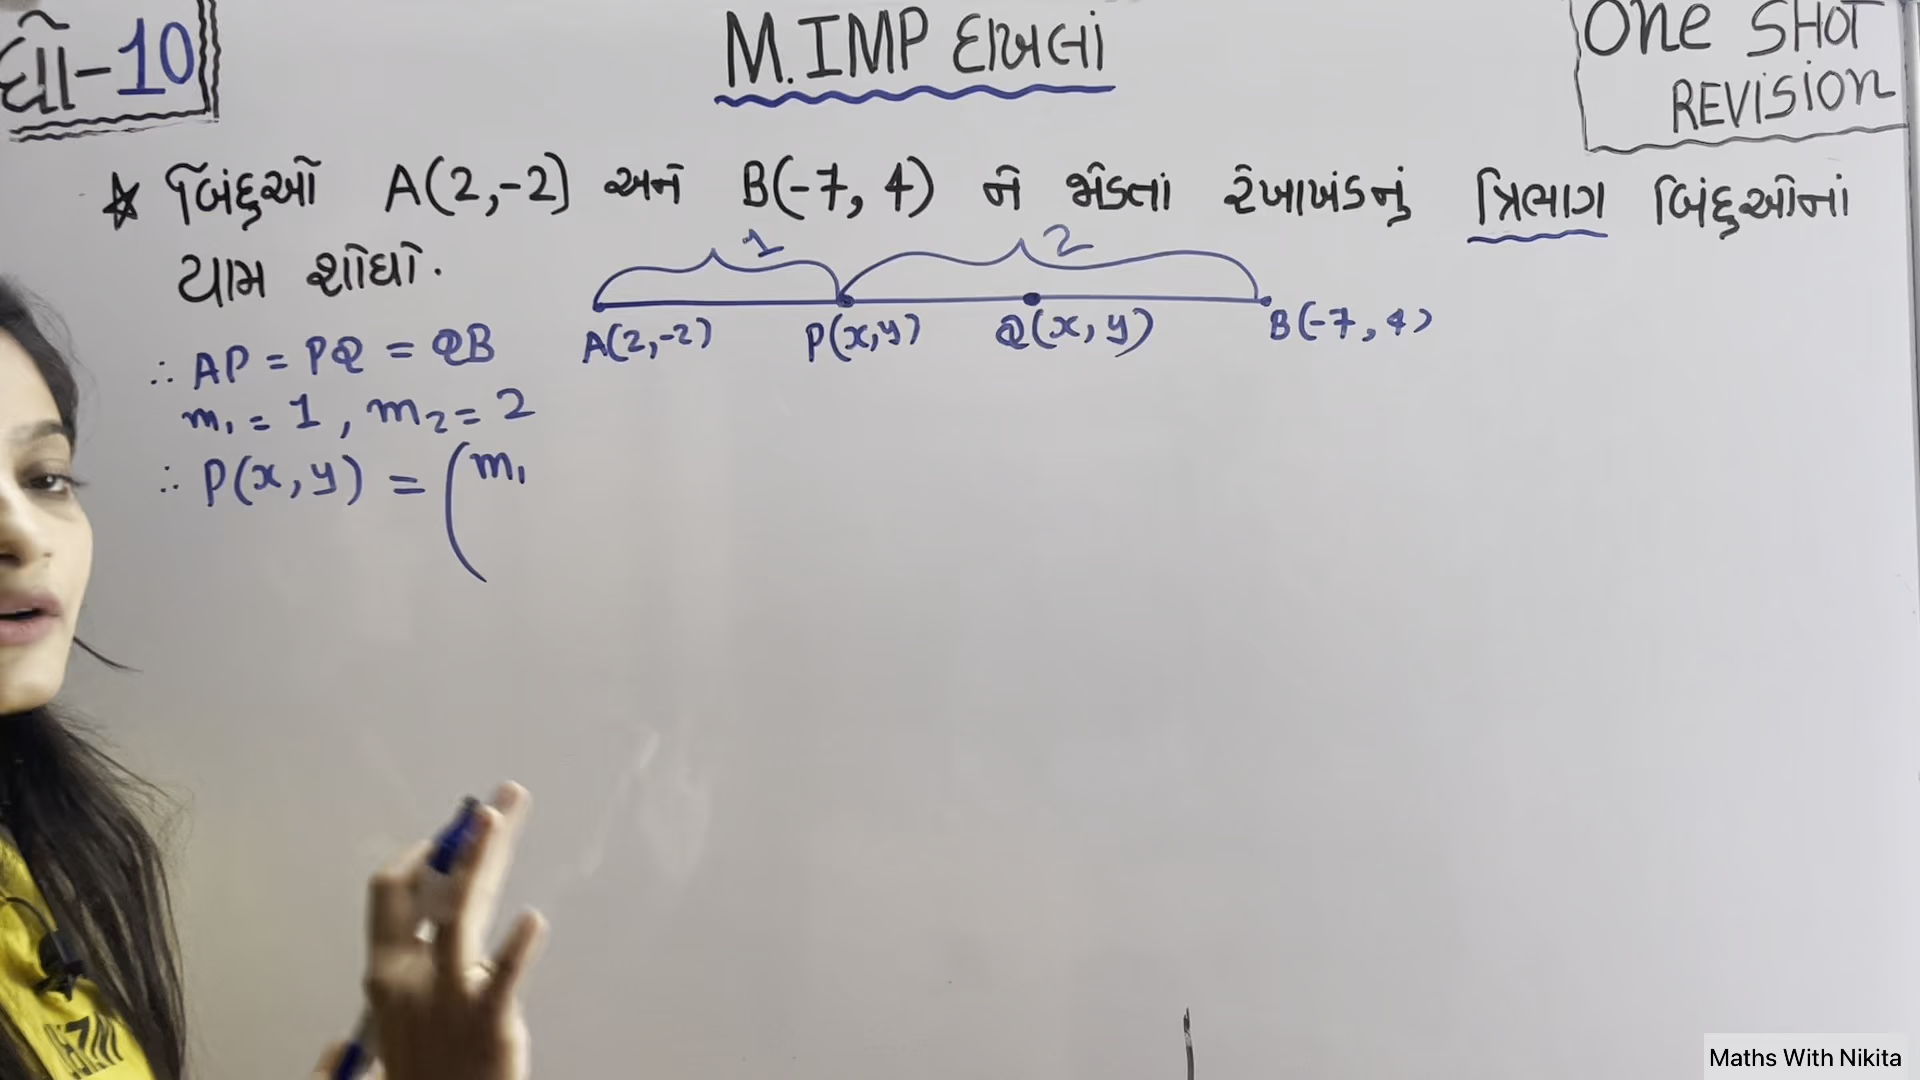 ધો-10
M. IMP દાખલાં
ONE SHOT
REVISION
☆ બિંદુઓ A(2,-2) અને B(-7, 4) ને જોડતાં રેખાખંડનું ત્રિભાગ બિંદુઓનાં
યામ શોધો.
1 2
A(2,-2) P(x,y) Q(x, y) B(-7, 4)
∴ AP = PQ = QB
m₁ = 1, m₂ = 2
∴ P(x, y) = (m₁
Maths With Nikita